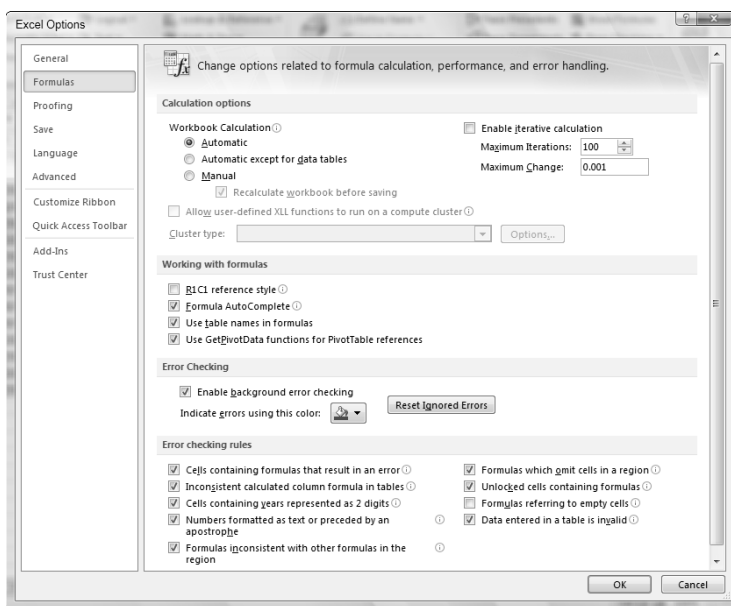 Excel Options
General
Formulas
Proofing
Save
Language
Advanced
Customize Ribbon
Quick Access Toolbar
Add-Ins
Trust Center
Change options related to formula calculation, performance, and error handling.
Calculation options
Workbook Calculation
Automatic
Automatic except for data tables
Manual
Recalculate workbook before saving
Enable iterative calculation
Maximum Iterations: 100
Maximum Change: 0.001
Allow user-defined XLL functions to run on a compute cluster
Cluster type:
Options...
Working with formulas
R1C1 reference style
Formula AutoComplete
Use table names in formulas
Use GetPivotData functions for PivotTable references
Error Checking
Enable background error checking
Indicate errors using this color:
Reset Ignored Errors
Error checking rules
Cells containing formulas that result in an error
Inconsistent calculated column formula in tables
Cells containing years represented as 2 digits
Numbers formatted as text or preceded by an
apostrophe
Formulas inconsistent with other formulas in the
region
Formulas which omit cells in a region
Unlocked cells containing formulas
Formulas referring to empty cells
Data entered in a table is invalid
OK
Cancel